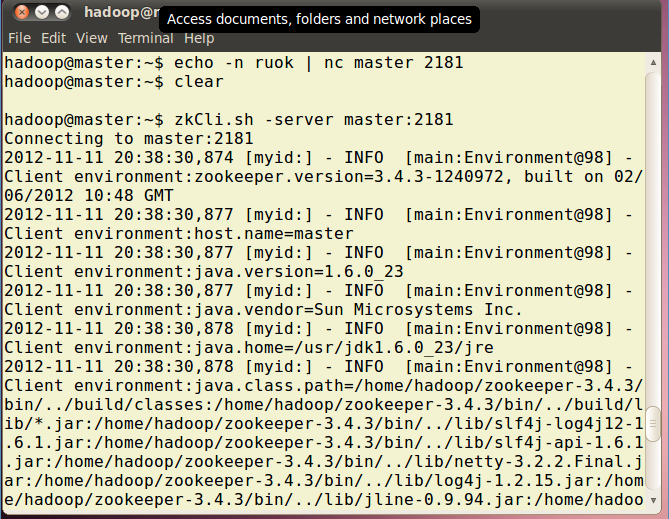 hadoop@m
Access documents, folders and network places
File Edit View Terminal Help
hadoop@master:~$ echo -n ruok | nc master 2181
hadoop@master:~$ clear
hadoop@master:~$ zkCli.sh -server master:2181
Connecting to master:2181
2012-11-11 20:38:30,874 [myid:] - INFO  [main:Environment@98] -
Client environment:zookeeper.version=3.4.3-1240972, built on 02/
06/2012 10:48 GMT
2012-11-11 20:38:30,877 [myid:] - INFO  [main:Environment@98] -
Client environment:host.name=master
2012-11-11 20:38:30,877 [myid:] - INFO  [main:Environment@98] -
Client environment:java.version=1.6.0_23
2012-11-11 20:38:30,877 [myid:] - INFO  [main:Environment@98] -
Client environment:java.vendor=Sun Microsystems Inc.
2012-11-11 20:38:30,878 [myid:] - INFO  [main:Environment@98] -
Client environment:java.home=/usr/jdk1.6.0_23/jre
2012-11-11 20:38:30,878 [myid:] - INFO  [main:Environment@98] -
Client environment:java.class.path=/home/hadoop/zookeeper-3.4.3/
bin/../build/classes:/home/hadoop/zookeeper-3.4.3/bin/../build/l
ib/*.jar:/home/hadoop/zookeeper-3.4.3/bin/../lib/slf4j-log4j12-1
.6.1.jar:/home/hadoop/zookeeper-3.4.3/bin/../lib/slf4j-api-1.6.1
.jar:/home/hadoop/zookeeper-3.4.3/bin/../lib/netty-3.2.2.Final.j
ar:/home/hadoop/zookeeper-3.4.3/bin/../lib/log4j-1.2.15.jar:/hom
e/hadoop/zookeeper-3.4.3/bin/../lib/jline-0.9.94.jar:/home/hadoo